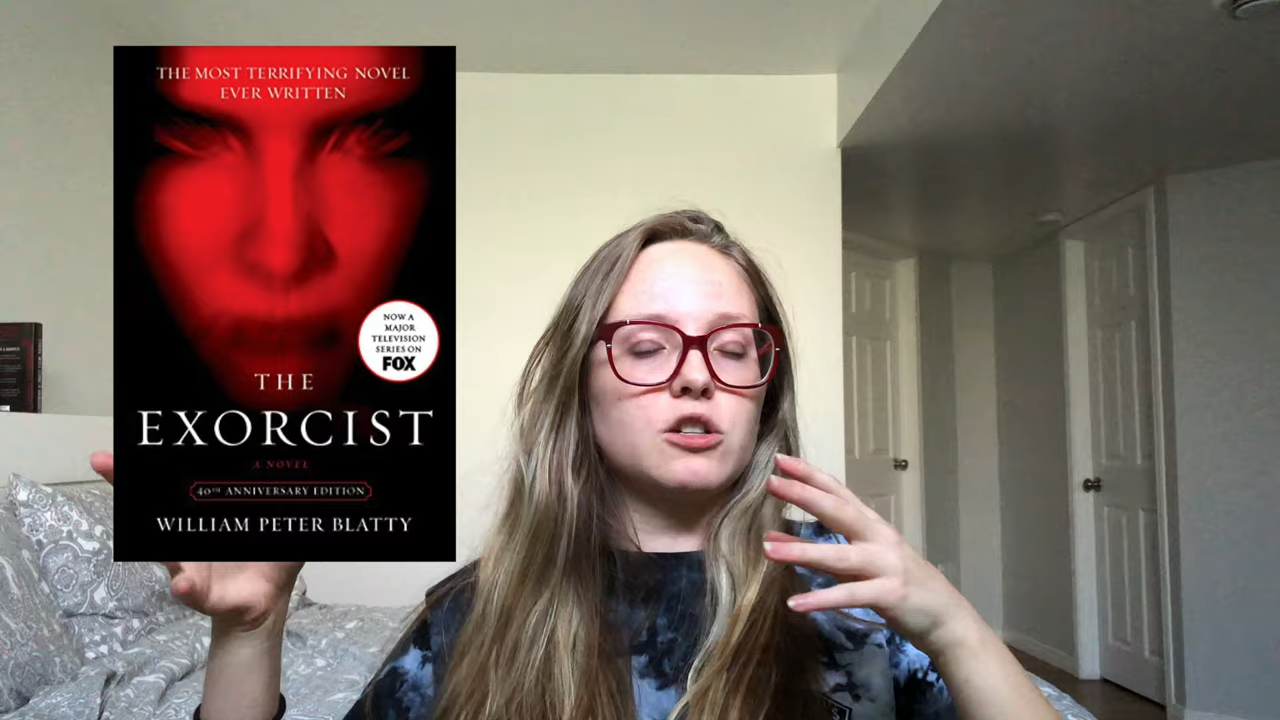 THE MOST TERRIFYING NOVEL
EVER WRITTEN
NOW A
MAJOR
TELEVISION
SERIES ON
FOX
THE
EXORCIST
A NOVEL
40TH ANNIVERSARY EDITION
WILLIAM PETER BLATTY